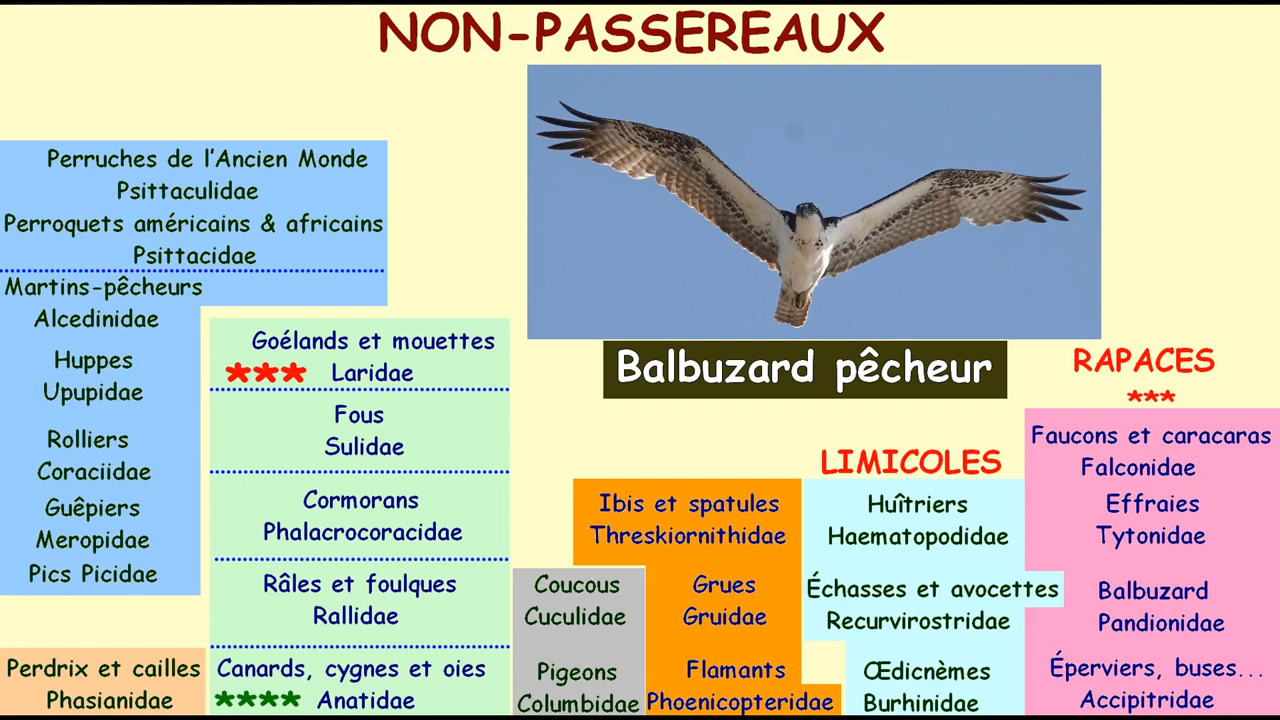 NON-PASSEREAUX
Perruches de l'Ancien Monde
Psittaculidae
Perroquets américains & africains
Psittacidae
Martins-pêcheurs
Alcedinidae
Huppes
Upupidae
Rolliers
Coraciidae
Guêpiers
Meropidae
Pics Picidae
Perdrix et cailles
Phasianidae
Goélands et mouettes
*** Laridae
Fous
Sulidae
Cormorans
Phalacrocoracidae
Râles et foulques
Rallidae
Canards, cygnes et oies
**** Anatidae
Balbuzard pêcheur
Coucous
Cuculidae
Pigeons
Columbidae
Ibis et spatules
Threskiornithidae
Grues
Gruidae
Flamants
Phoenicopteridae
LIMICOLES
Huîtriers
Haematopodidae
Échasses et avocettes
Recurvirostridae
Œdicnèmes
Burhinidae
RAPACES
***
Faucons et caracaras
Falconidae
Effraies
Tytonidae
Balbuzard
Pandionidae
Éperviers, buses...
Accipitridae